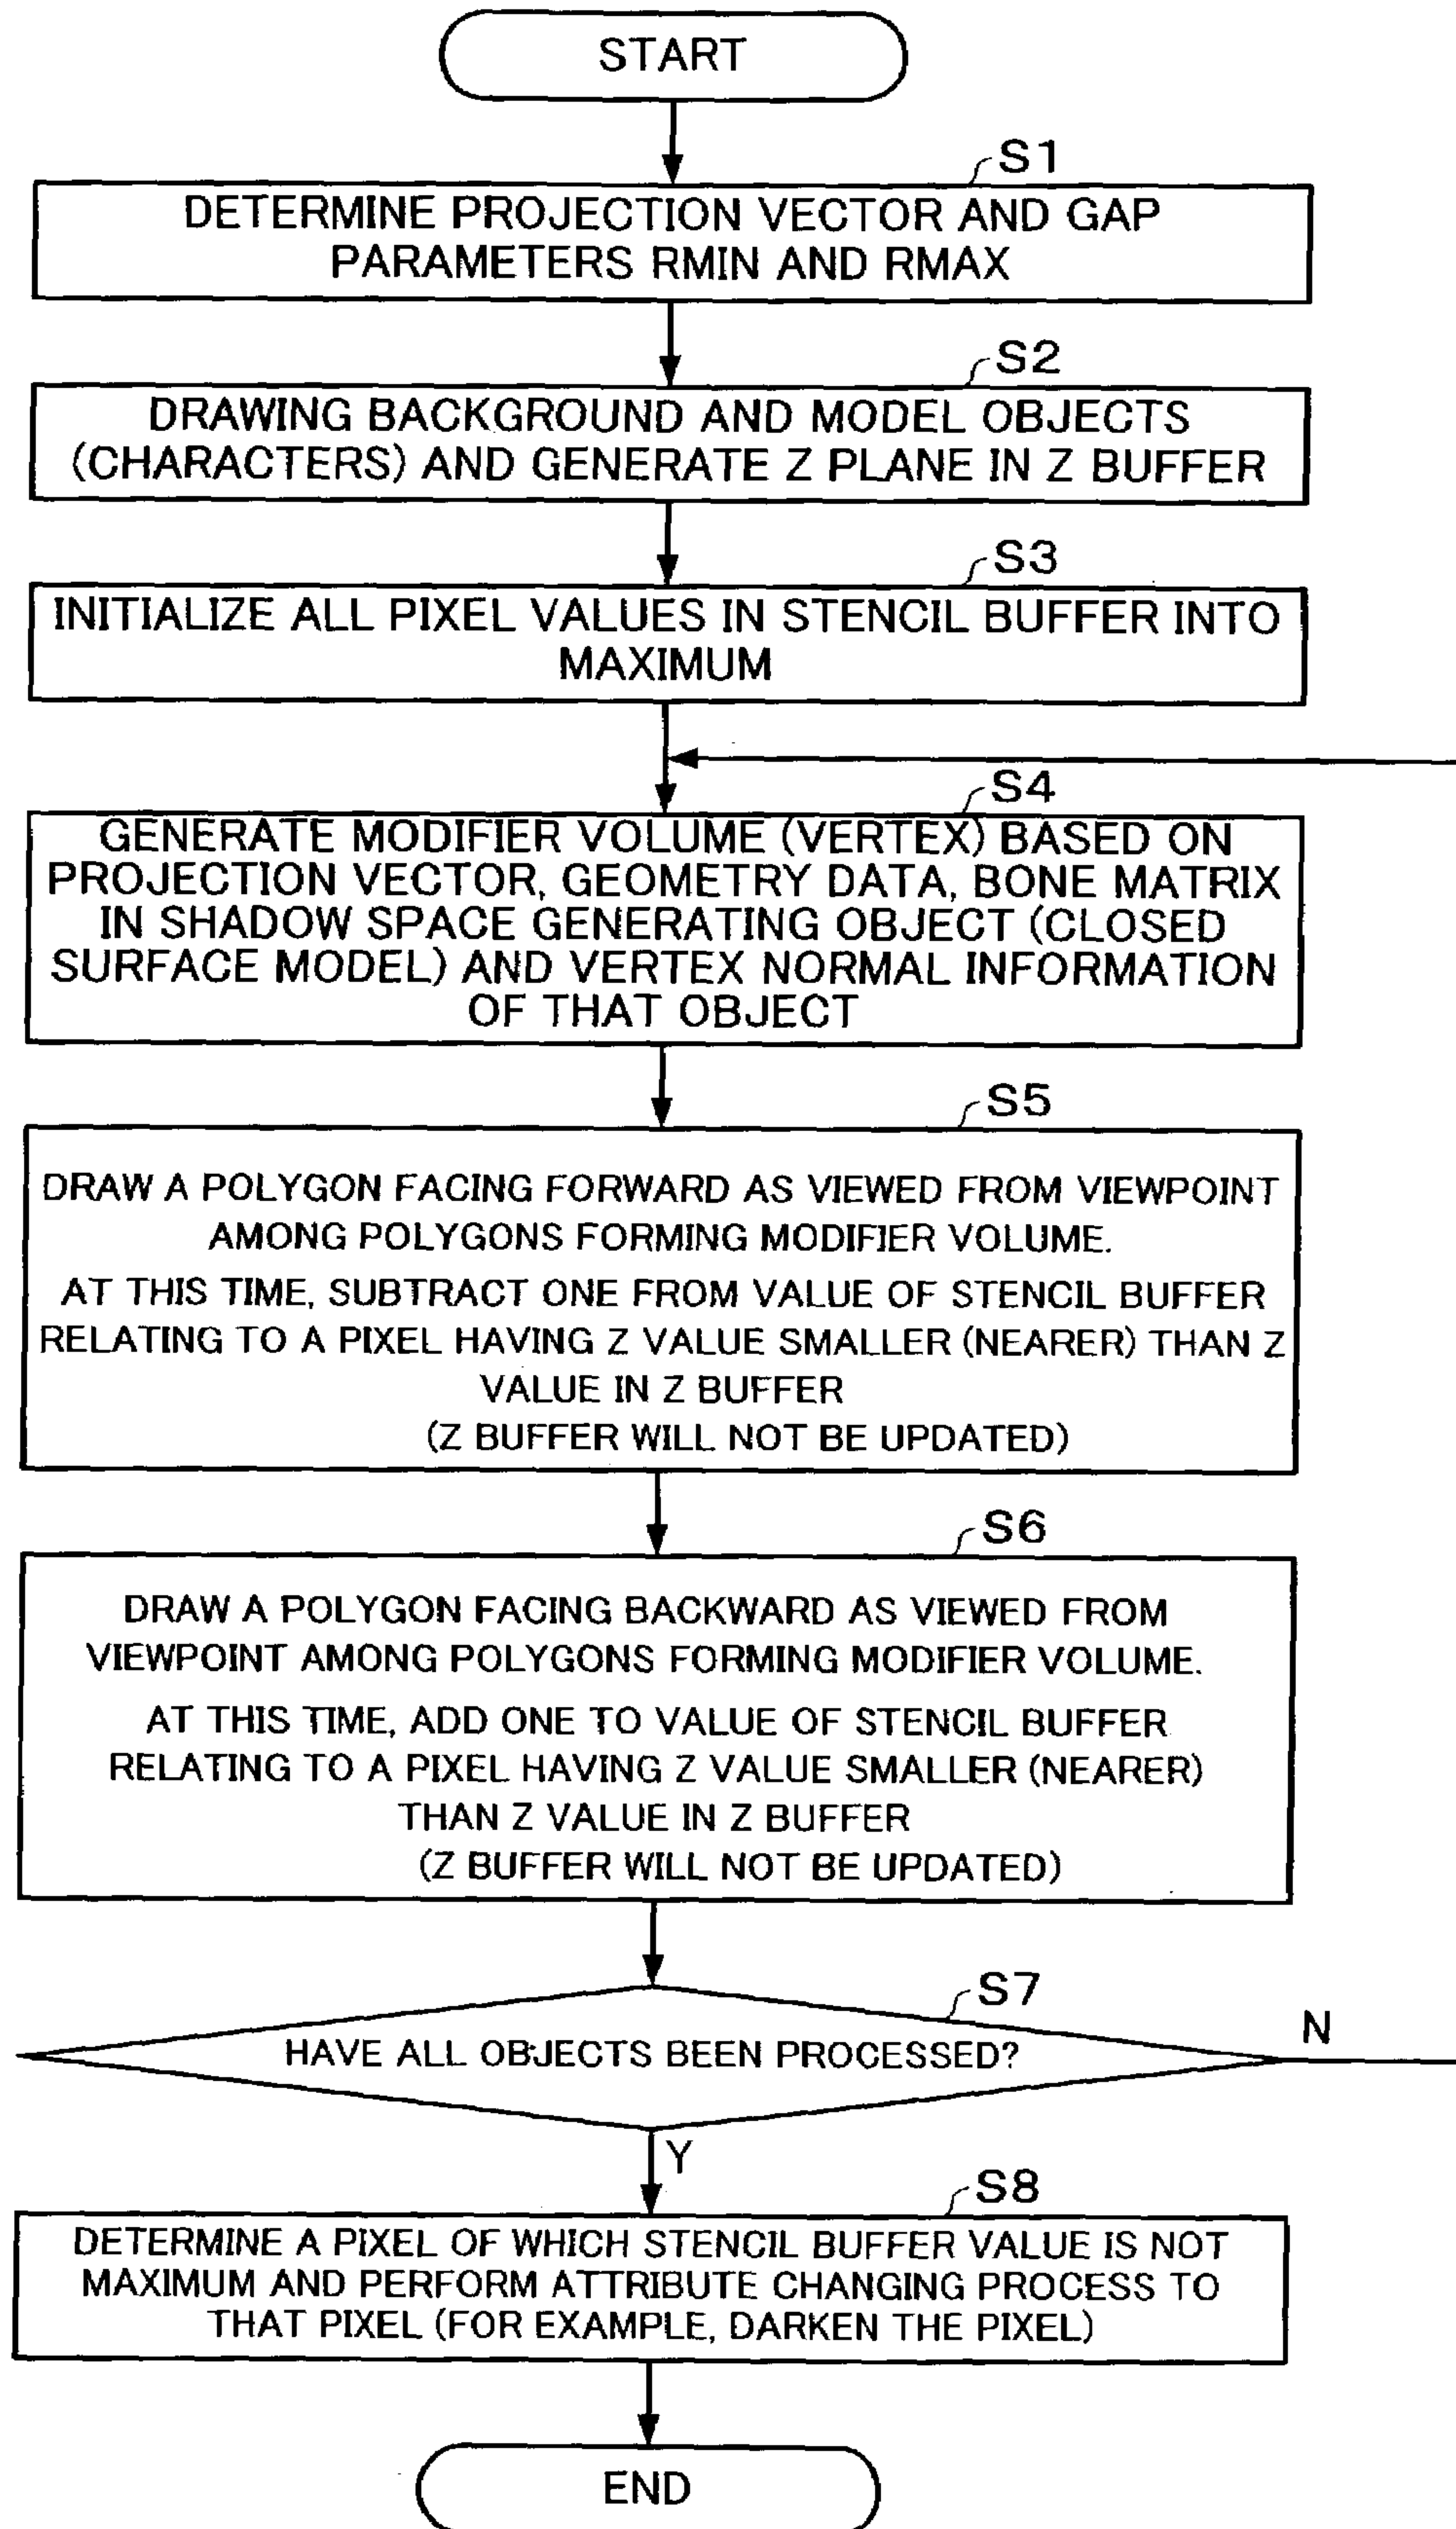 START
S1
DETERMINE PROJECTION VECTOR AND GAP
PARAMETERS RMIN AND RMAX
S2
DRAWING BACKGROUND AND MODEL OBJECTS
(CHARACTERS) AND GENERATE Z PLANE IN Z BUFFER
S3
INITIALIZE ALL PIXEL VALUES IN STENCIL BUFFER INTO
MAXIMUM
S4
GENERATE MODIFIER VOLUME (VERTEX) BASED ON
PROJECTION VECTOR, GEOMETRY DATA, BONE MATRIX
IN SHADOW SPACE GENERATING OBJECT (CLOSED
SURFACE MODEL) AND VERTEX NORMAL INFORMATION
OF THAT OBJECT
S5
DRAW A POLYGON FACING FORWARD AS VIEWED FROM VIEWPOINT
AMONG POLYGONS FORMING MODIFIER VOLUME.
AT THIS TIME, SUBTRACT ONE FROM VALUE OF STENCIL BUFFER
RELATING TO A PIXEL HAVING Z VALUE SMALLER (NEARER) THAN Z
VALUE IN Z BUFFER
(Z BUFFER WILL NOT BE UPDATED)
S6
DRAW A POLYGON FACING BACKWARD AS VIEWED FROM
VIEWPOINT AMONG POLYGONS FORMING MODIFIER VOLUME.
AT THIS TIME, ADD ONE TO VALUE OF STENCIL BUFFER
RELATING TO A PIXEL HAVING Z VALUE SMALLER (NEARER)
THAN Z VALUE IN Z BUFFER
(Z BUFFER WILL NOT BE UPDATED)
S7
HAVE ALL OBJECTS BEEN PROCESSED?
N
Y
S8
DETERMINE A PIXEL OF WHICH STENCIL BUFFER VALUE IS NOT
MAXIMUM AND PERFORM ATTRIBUTE CHANGING PROCESS TO
THAT PIXEL (FOR EXAMPLE, DARKEN THE PIXEL)
END